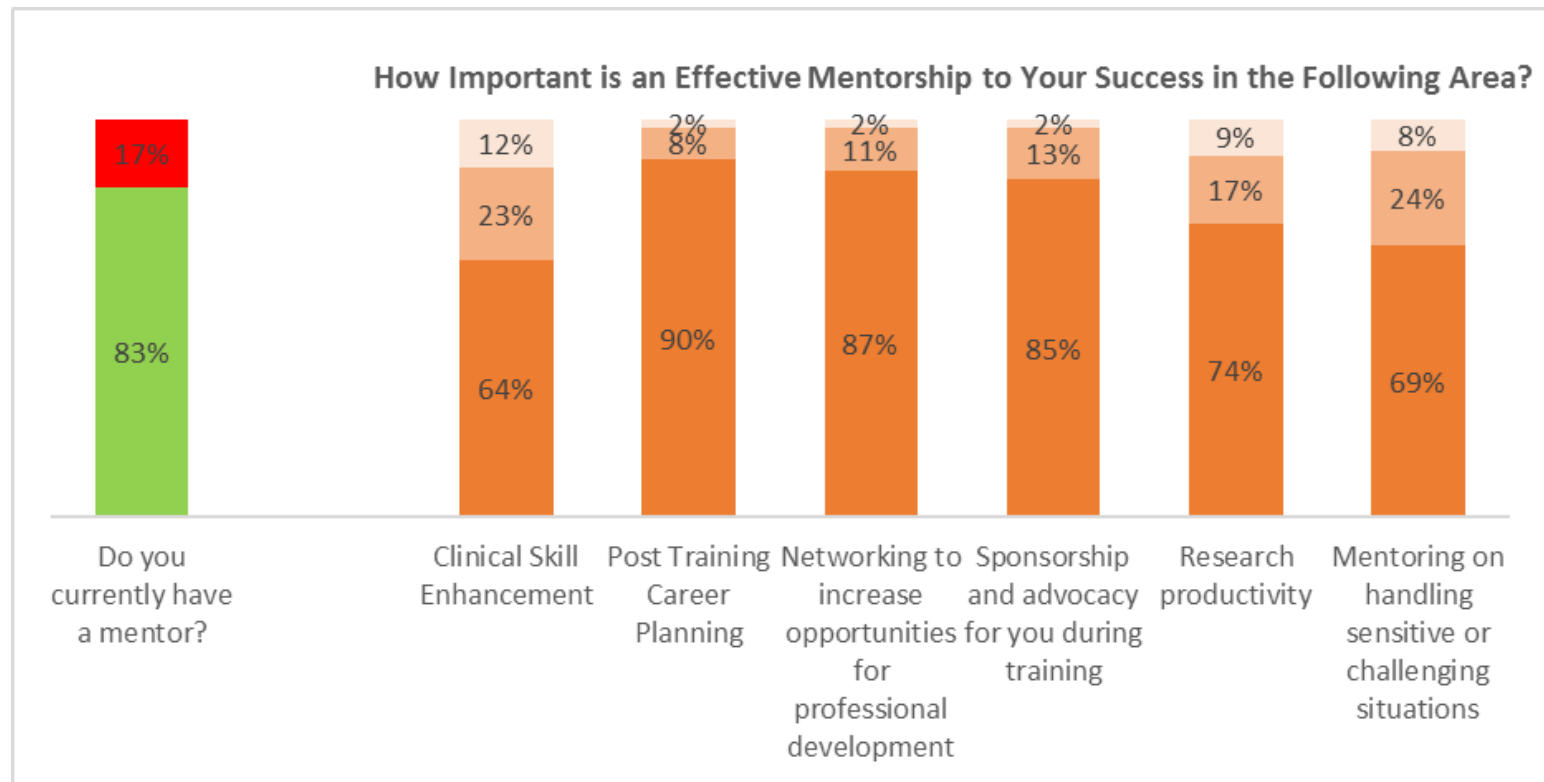 How Important is an Effective Mentorship to Your Success in the Following Area?
17%
83%
12%
23%
64%
2%
8%
90%
2%
11%
87%
2%
13%
85%
9%
17%
74%
8%
24%
69%
Do you
currently have
a mentor?
Clinical Skill
Enhancement
Post Training
Career
Planning
Networking to
increase
opportunities
for
professional
development
Sponsorship
and advocacy
for you during
training
Research
productivity
Mentoring on
handling
sensitive or
challenging
situations